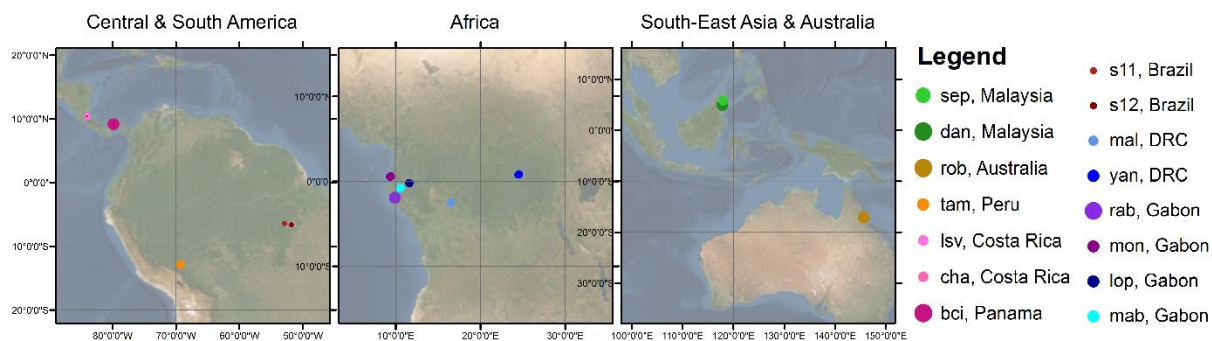 Central & South America
Africa
South-East Asia & Australia
20°0'0"N
10°0'0"N
0°0'0"
10°0'0"S
20°0'0"S
80°0'0"W
70°0'0"W
60°0'0"W
50°0'0"W
0°0'0"
10°0'0"S
10°0'0"E
20°0'0"E
30°0'0"E
10°0'0"N
0°0'0"
10°0'0"S
20°0'0"S
30°0'0"S
100°0'0"E
110°0'0"E
120°0'0"E
130°0'0"E
140°0'0"E
150°0'0"E
Legend
sep, Malaysia
dan, Malaysia
rob, Australia
tam, Peru
lsv, Costa Rica
cha, Costa Rica
bci, Panama
s11, Brazil
s12, Brazil
mal, DRC
yan, DRC
rab, Gabon
mon, Gabon
lop, Gabon
mab, Gabon